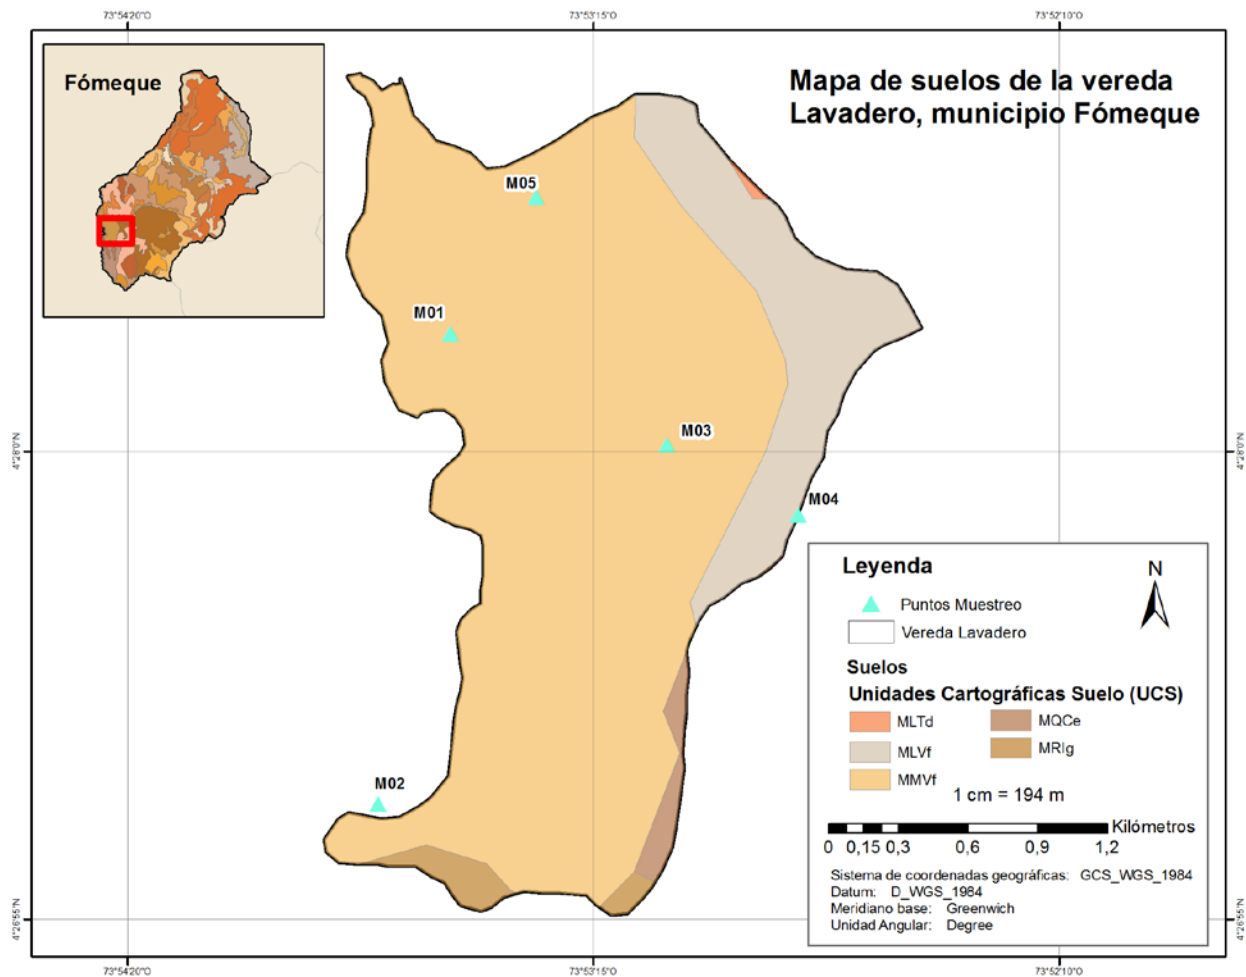 73°54'20"O
73°53'15"O
73°52'10"O
Fómeque
Mapa de suelos de la vereda
Lavadero, municipio Fómeque
M05
M01
M03
M04
M02
4°28'0"N
4°28'0"N
4°26'55"N
4°26'55"N
Leyenda
N
Puntos Muestreo
Vereda Lavadero
Suelos
Unidades Cartográficas Suelo (UCS)
MLTd
MQCe
MLVf
MRIg
MMVf
1 cm = 194 m
Kilómetros
0 0,15 0,3 0,6 0,9 1,2
Sistema de coordenadas geográficas: GCS_WGS_1984
Datum: D_WGS_1984
Meridiano base: Greenwich
Unidad Angular: Degree
73°54'20"O
73°53'15"O
73°52'10"O